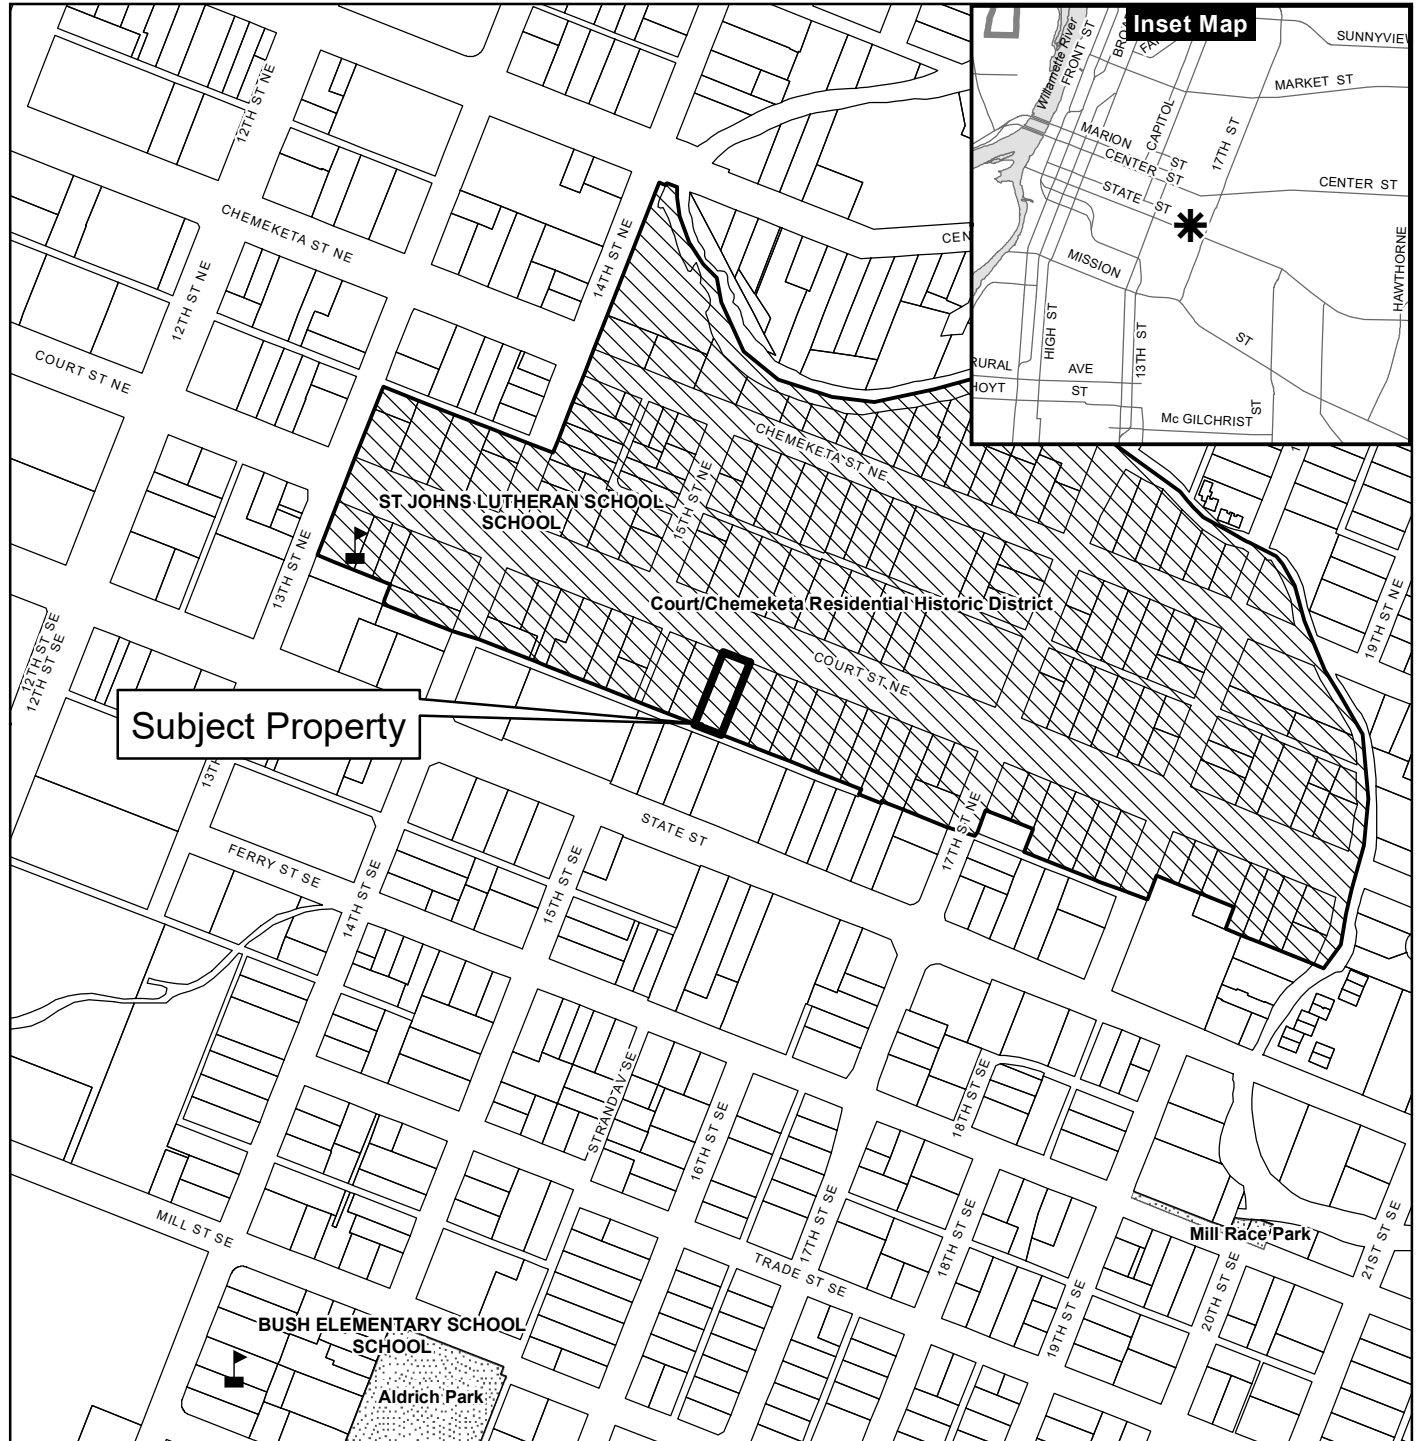 Inset Map
SUNNYVIEW
MARKET ST
Willamette River
FRONT ST
CAPITOL
17TH ST
MARION ST
CENTER ST
CENTER ST
STATE ST
MISSION
ST
HAWTHORNE
HIGH ST
13TH ST
RURAL AVE
HOYT ST
Mc GILCHRIST
ST
12TH ST NE
CHEMEKETA ST NE
14TH ST NE
CEN
12TH ST NE
COURT ST NE
CHEMEKETA ST NE
15TH ST NE
ST JOHNS LUTHERAN SCHOOL
SCHOOL
13TH ST NE
Court/Chemeketa Residential Historic District
19TH ST NE
12TH ST SE
12TH ST SE
COURT ST NE
Subject Property
13TH
STATE ST
17TH ST NE
FERRY ST SE
14TH ST SE
15TH ST SE
STRAND AV SE
16TH ST SE
18TH ST SE
17TH ST SE
18TH ST SE
MILL ST SE
Mill Race Park
21ST ST SE
TRADE ST SE
20TH ST SE
19TH ST SE
BUSH ELEMENTARY SCHOOL
SCHOOL
Aldrich Park